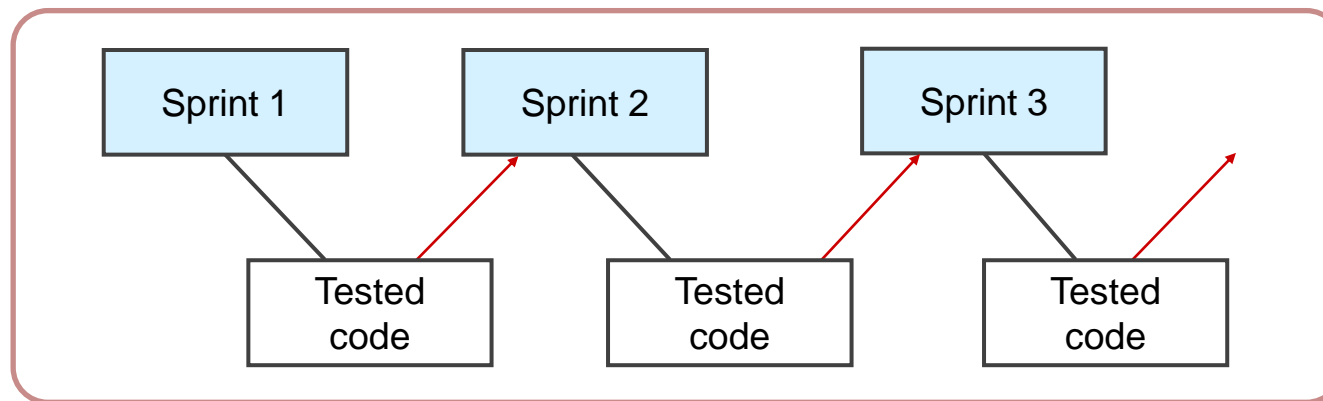 Sprint 1
Sprint 2
Sprint 3
Tested
code
Tested
code
Tested
code